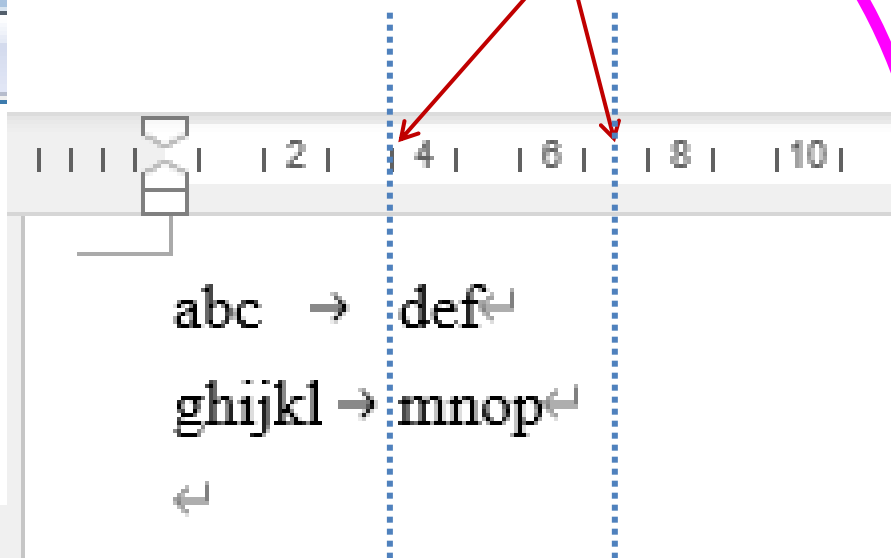 2 4 6 8 10
abc → def↵
ghijkl → mnop↵
↵